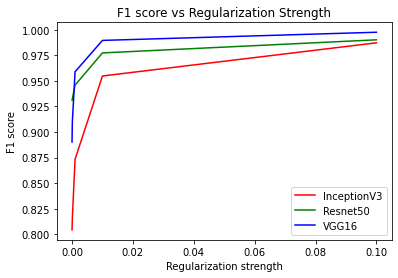 F1 score vs Regularization Strength
F1 score
1.000
0.975
0.950
0.925
0.900
0.875
0.850
0.825
0.800
InceptionV3
Resnet50
VGG16
0.00 0.02 0.04 0.06 0.08 0.10
Regularization strength